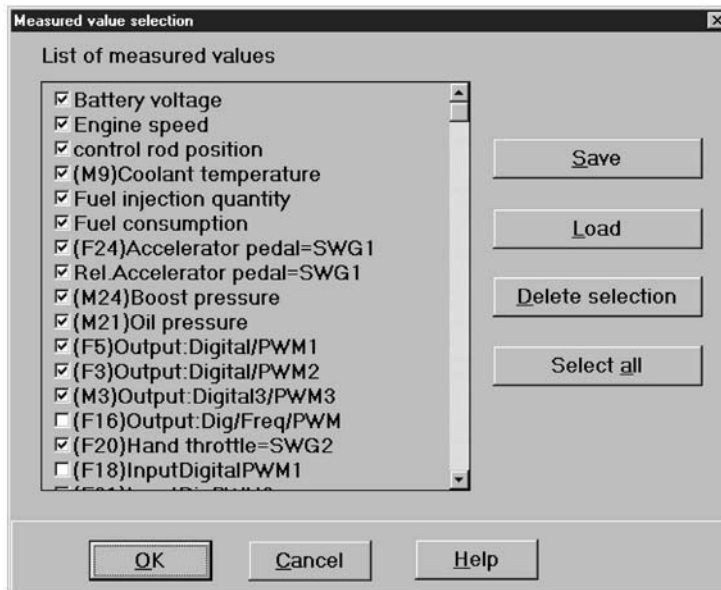 Measured value selection
List of measured values
Battery voltage
Engine speed
control rod position
(M9)Coolant temperature
Fuel injection quantity
Fuel consumption
(F24)Accelerator pedal=SWG1
Rel.Accelerator pedal=SWG1
(M24)Boost pressure
(M21)Oil pressure
(F5)Output:Digital/PWM1
(F3)Output:Digital/PWM2
(M3)Output:Digital3/PWM3
(F16)Output:Dig/Freq/PWM
(F20)Hand throttle=SWG2
(F18)InputDigitalPWM1
Save
Load
Delete selection
Select all
OK
Cancel
Help